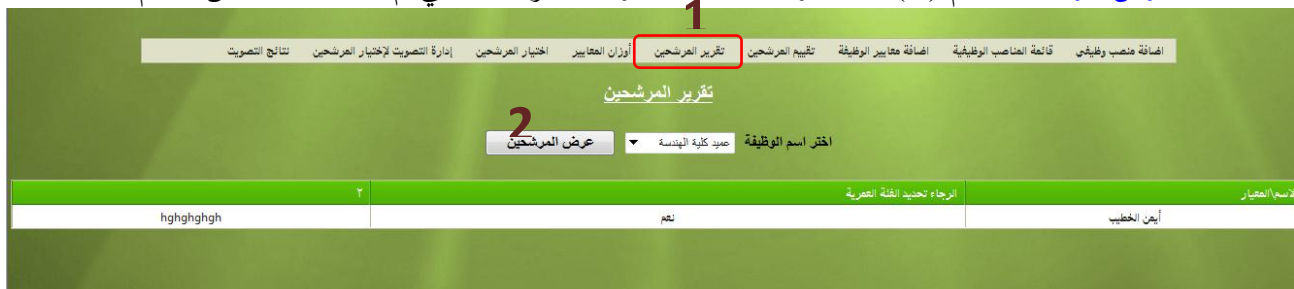 1
اضافة منصب وظيفي قائمة المناصب الوظيفية اضافة معايير الوظيفة تقييم المرشحين تقرير المرشحين أوزان المعايير اختيار المرشحين إدارة التصويت لإختيار المرشحين نتائج التصويت
تقرير المرشحين
2
اختر اسم الوظيفة عميد كلية الهندسة عرض المرشحين
الاسم\المعيار الرجاء تحديد الفئة العمرية ٢
أيمن الخطيب نعم hghghghgh